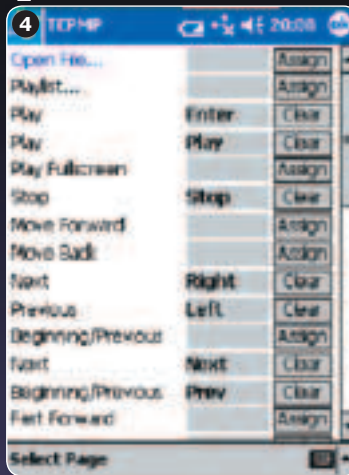 4 TCPMP 20:08 ok
Open File... Assign
Playlist... Assign
Play Enter Clear
Play Play Clear
Play Fullscreen Assign
Stop Stop Clear
Move Forward Assign
Move Back Assign
Next Right Clear
Previous Left Clear
Beginning/Previous Assign
Next Next Clear
Beginning/Previous Prev Clear
Fast Forward Assign
Select Page